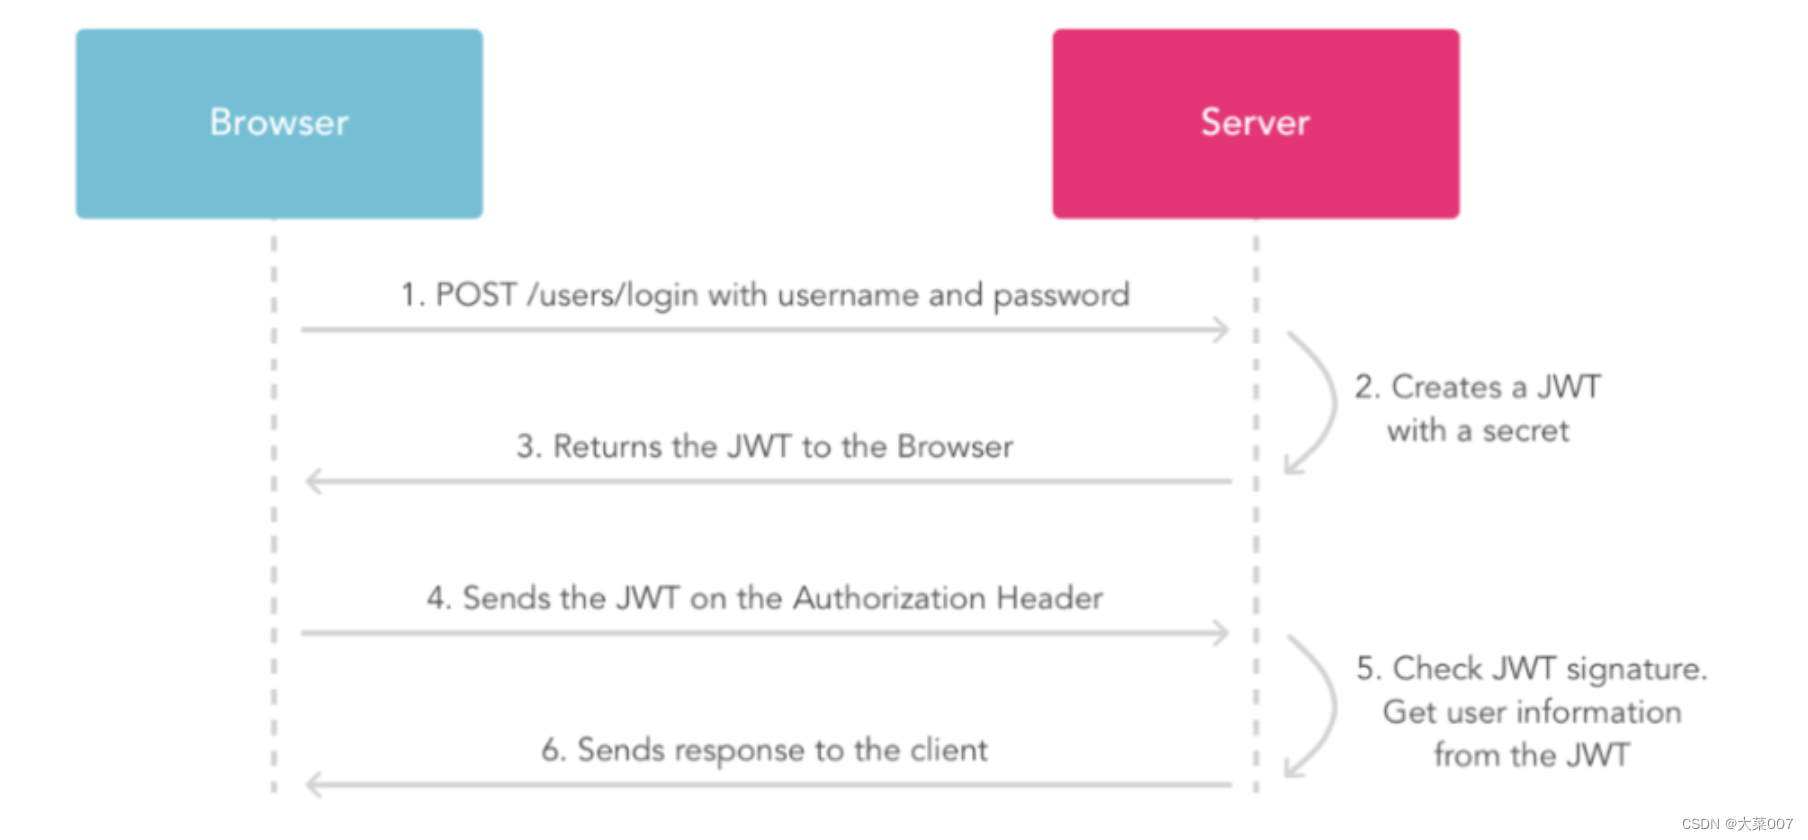 Browser
Server
1. POST /users/login with username and password
2. Creates a JWT
with a secret
3. Returns the JWT to the Browser
4. Sends the JWT on the Authorization Header
5. Check JWT signature.
Get user information
from the JWT
6. Sends response to the client
CSDN @大菜007